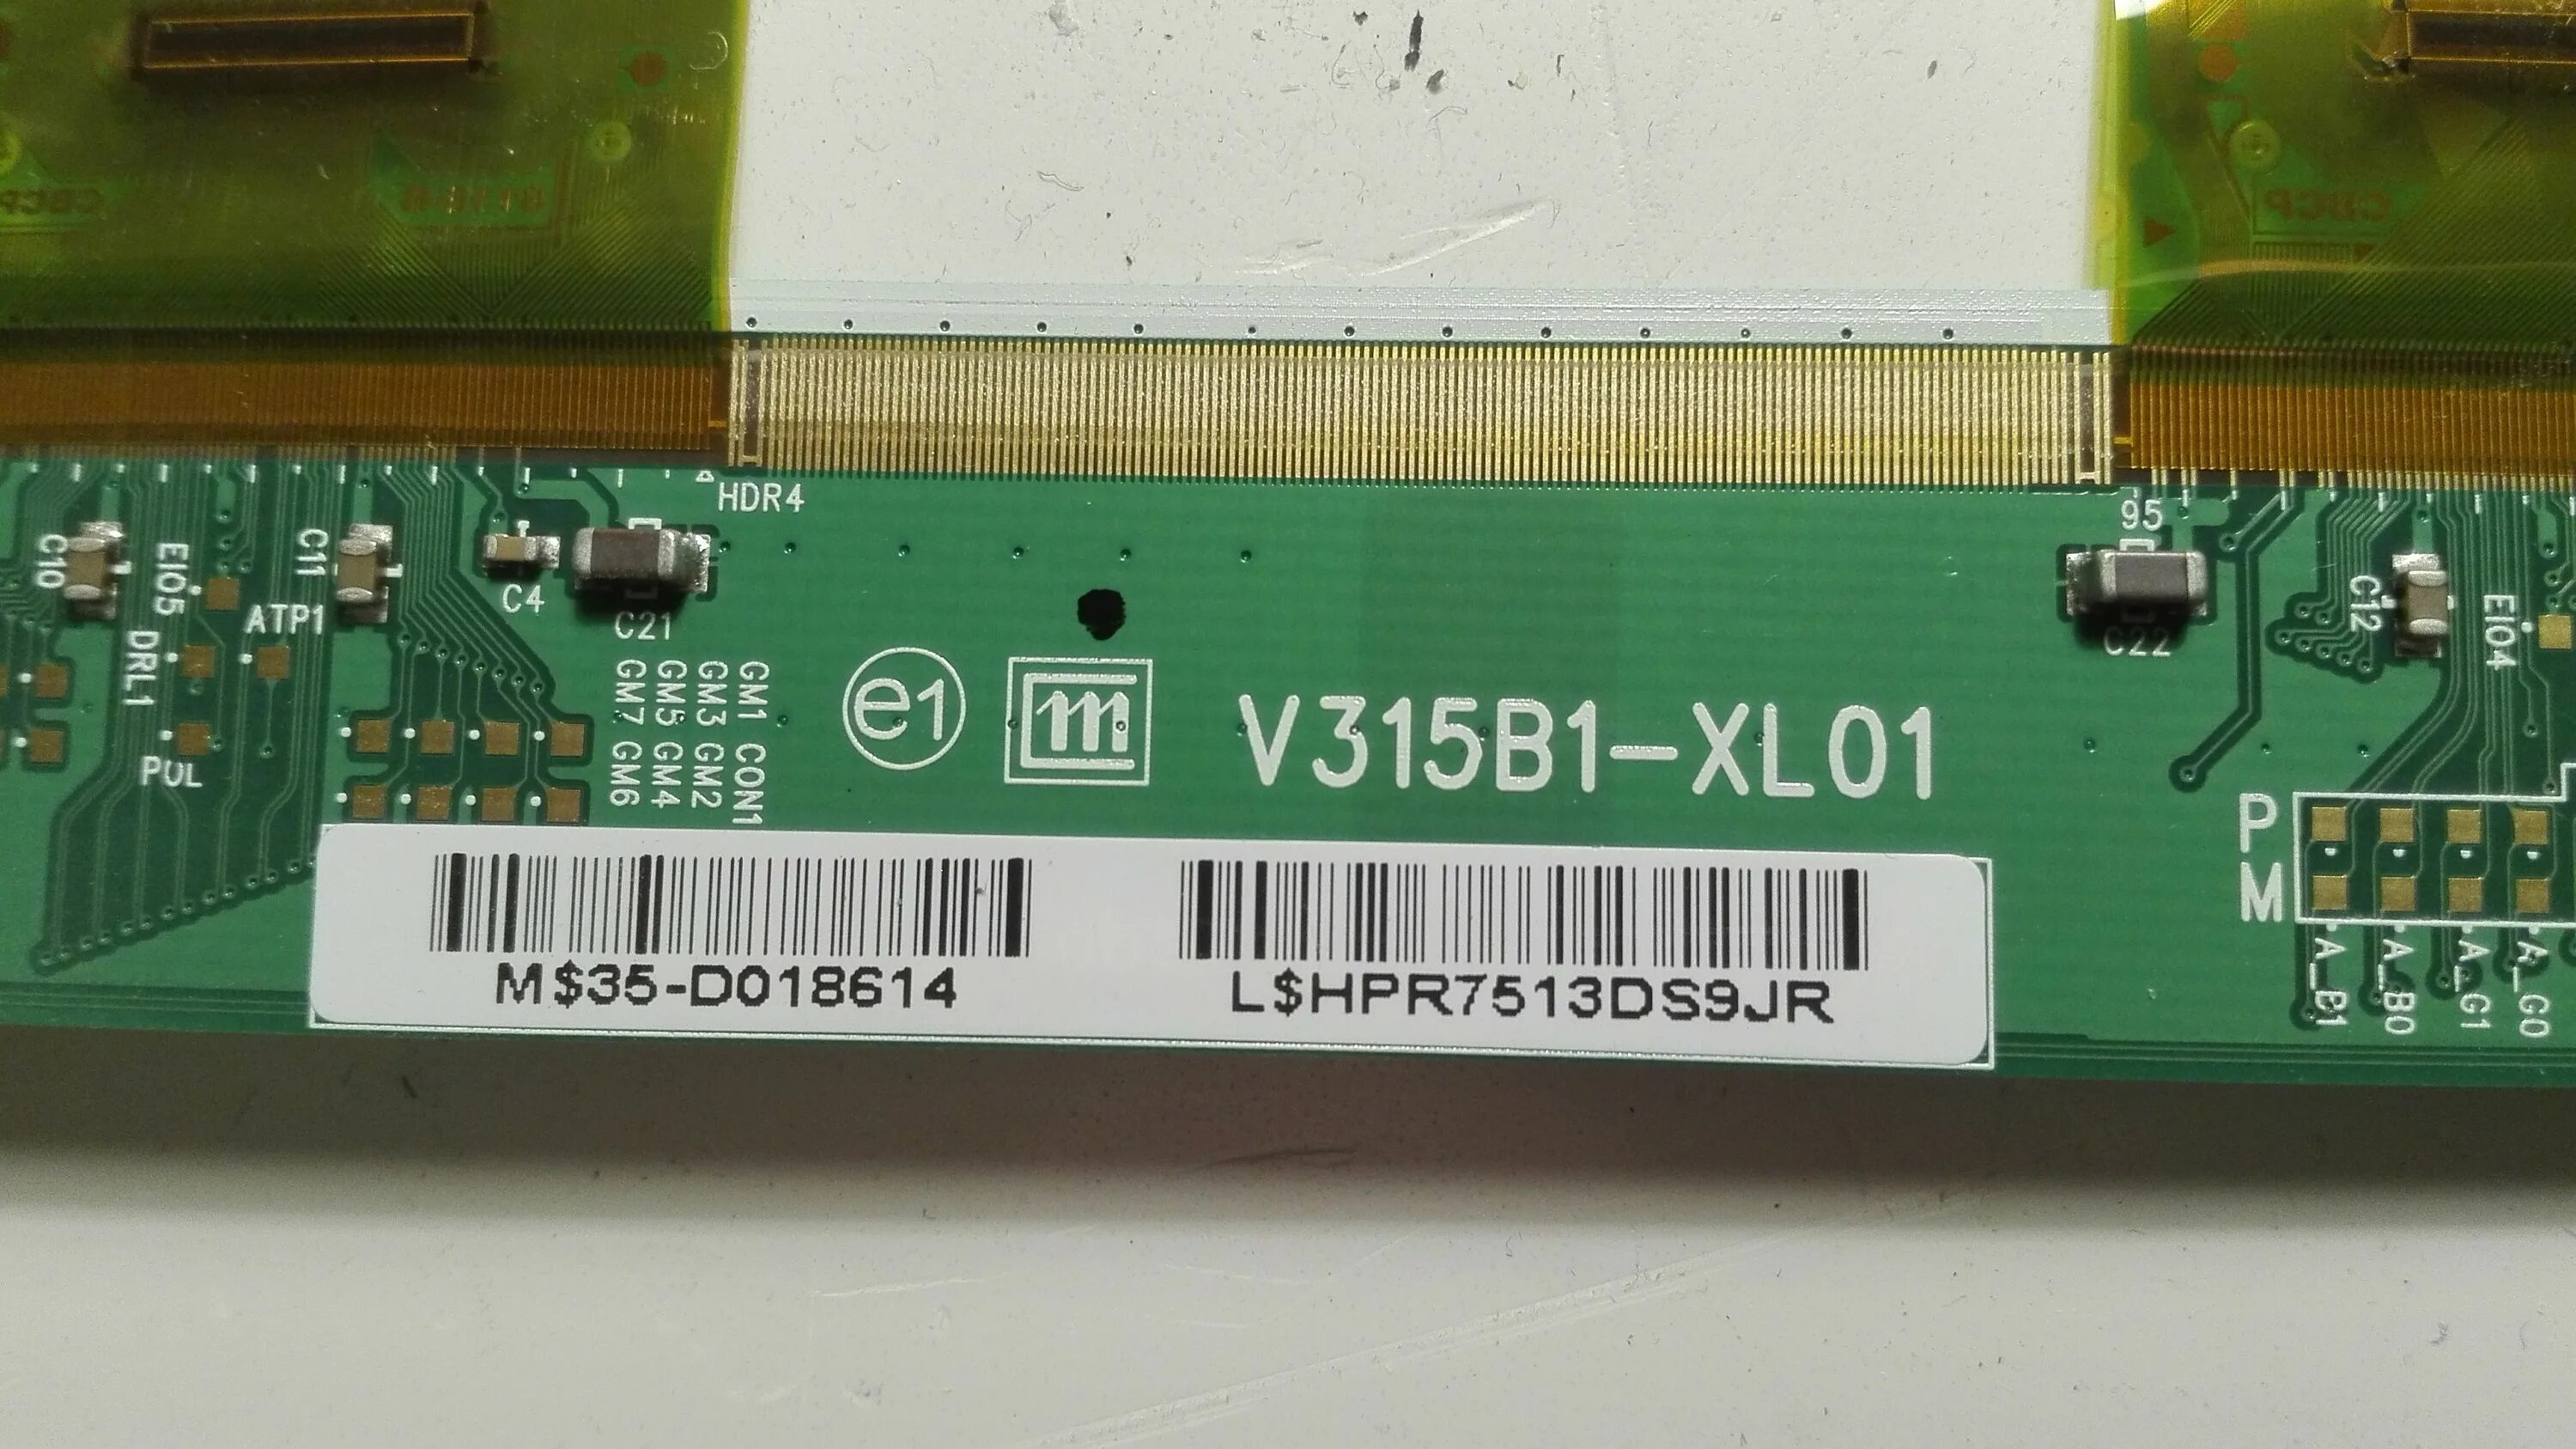 HDR4
95
C10
EIO5
C11
C4
C21
C22
C12
EIO4
ATP1
DRL1
POL
GM1 CON1
GM3 GM2
GM5 GM4
GM7 GM6
e1
m
V315B1-XL01
P
M
M$35-D018614
L$HPR7513DS9JR
A_B1
A_B0
A_G1
A_G0